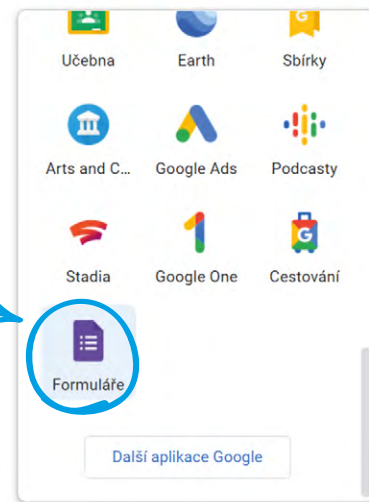 Učebna Earth Sbírky
Arts and C... Google Ads Podcasty
Stadia Google One Cestování
Formuláře
Další aplikace Google